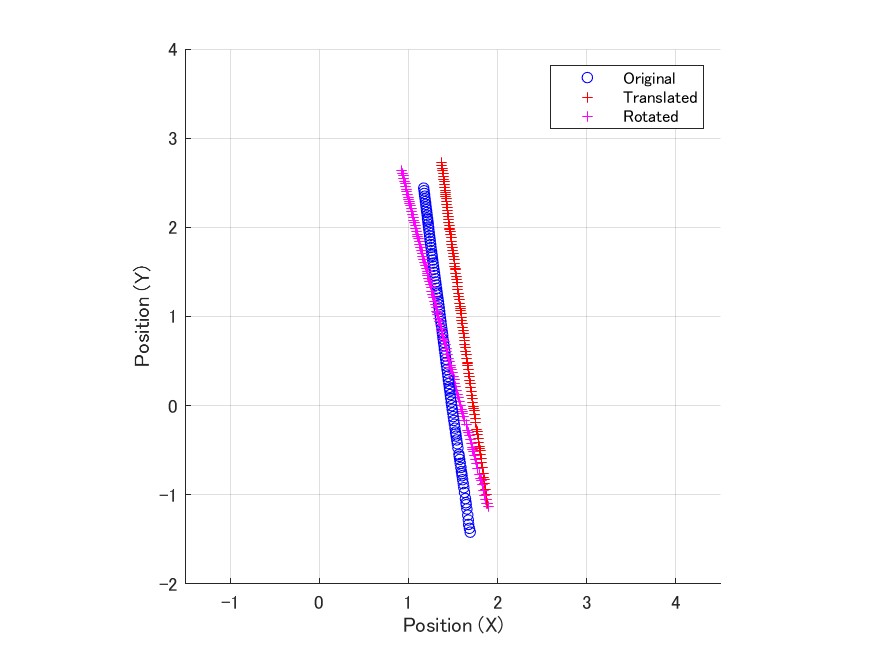 4
3
2
1
0
−1
−2
Position (Y)
Original
Translated
Rotated
−1 0 1 2 3 4
Position (X)